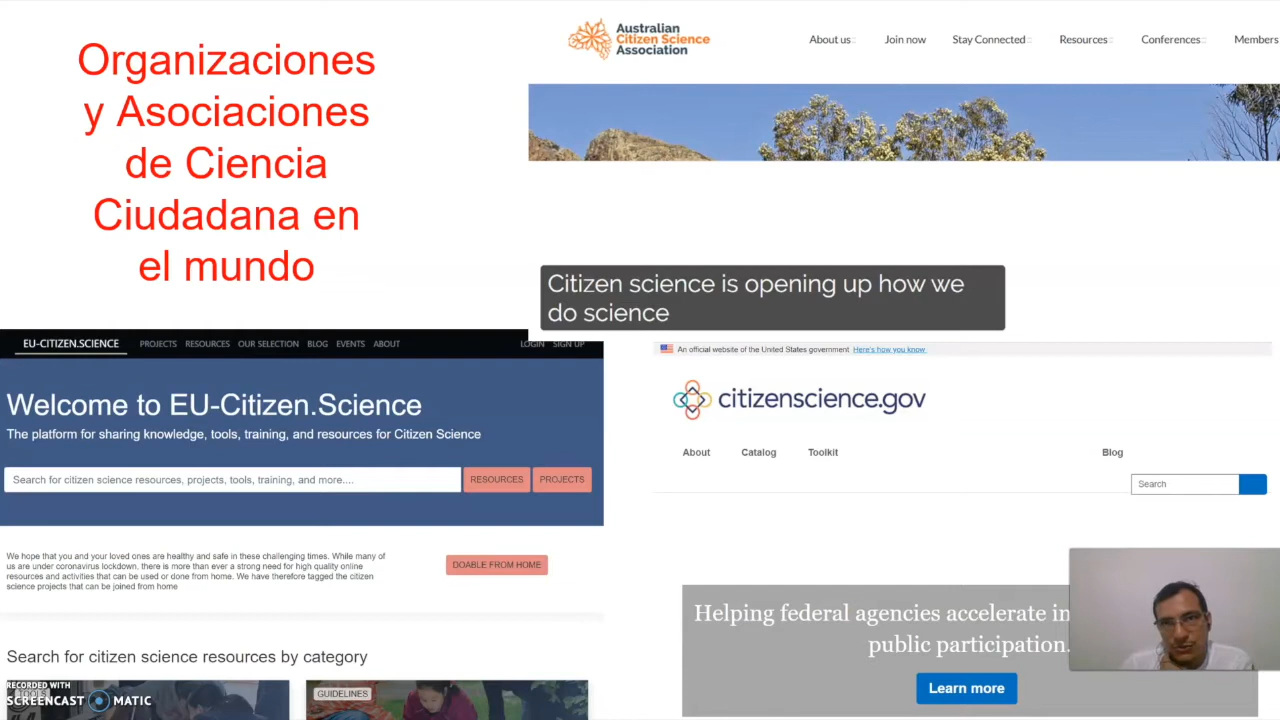 Organizaciones
y Asociaciones
de Ciencia
Ciudadana en
el mundo
Australian
Citizen Science
Association
About us
Join now
Stay Connected
Resources
Conferences
Members
Citizen science is opening up how we
do science
EU-CITIZEN.SCIENCE
PROJECTS
RESOURCES
OUR SELECTION
BLOG
EVENTS
ABOUT
LOGIN
SIGN UP
Welcome to EU-Citizen.Science
The platform for sharing knowledge, tools, training, and resources for Citizen Science
Search for citizen science resources, projects, tools, training, and more....
RESOURCES
PROJECTS
We hope that you and your loved ones are healthy and safe in these challenging times. While many of
us are under coronavirus lockdown, there is more than ever a strong need for high quality online
resources and activities that can be used or done from home. We have therefore tagged the citizen
science projects that can be joined from home
DOABLE FROM HOME
Search for citizen science resources by category
TOOLS
GUIDELINES
RECORDED WITH
SCREENCAST MATIC
An official website of the United States government Here's how you know
citizenscience.gov
About
Catalog
Toolkit
Blog
Search
Helping federal agencies accelerate in
public participation.
Learn more